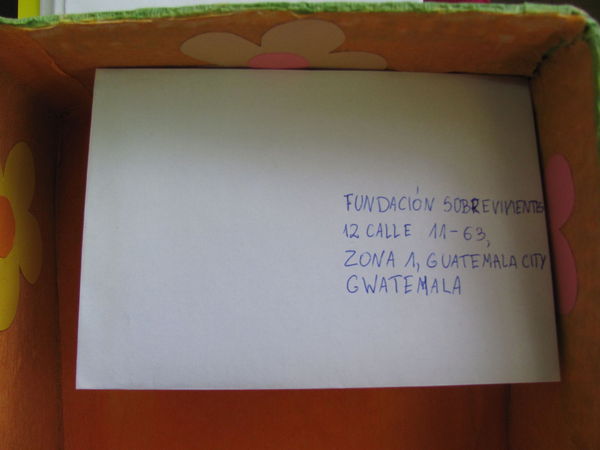 FUNDACIÓN SOBREVIVIENTES
12 CALLE 11-63,
ZONA 1, GUATEMALA CITY
GWATEMALA